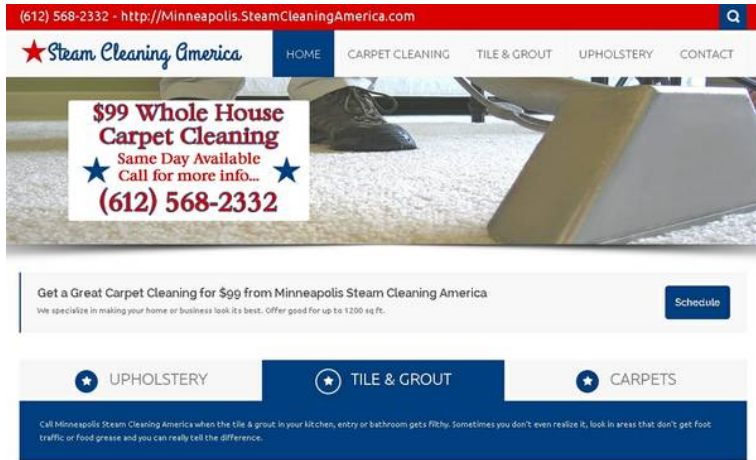 (612) 568-2332 - http://Minneapolis.SteamCleaningAmerica.com
Steam Cleaning America
HOME
CARPET CLEANING
TILE & GROUT
UPHOLSTERY
CONTACT
$99 Whole House
Carpet Cleaning
Same Day Available
Call for more info...
(612) 568-2332
Get a Great Carpet Cleaning for $99 from Minneapolis Steam Cleaning America
We specialize in making your home or business look its best. Offer good for up to 1200 sq ft.
Schedule
UPHOLSTERY
TILE & GROUT
CARPETS
Call Minneapolis Steam Cleaning America when the tile & grout in your kitchen, entry or bathroom gets filthy. Sometimes you don't even realize it, look in areas that don't get foot
traffic or food grease and you can really tell the difference.